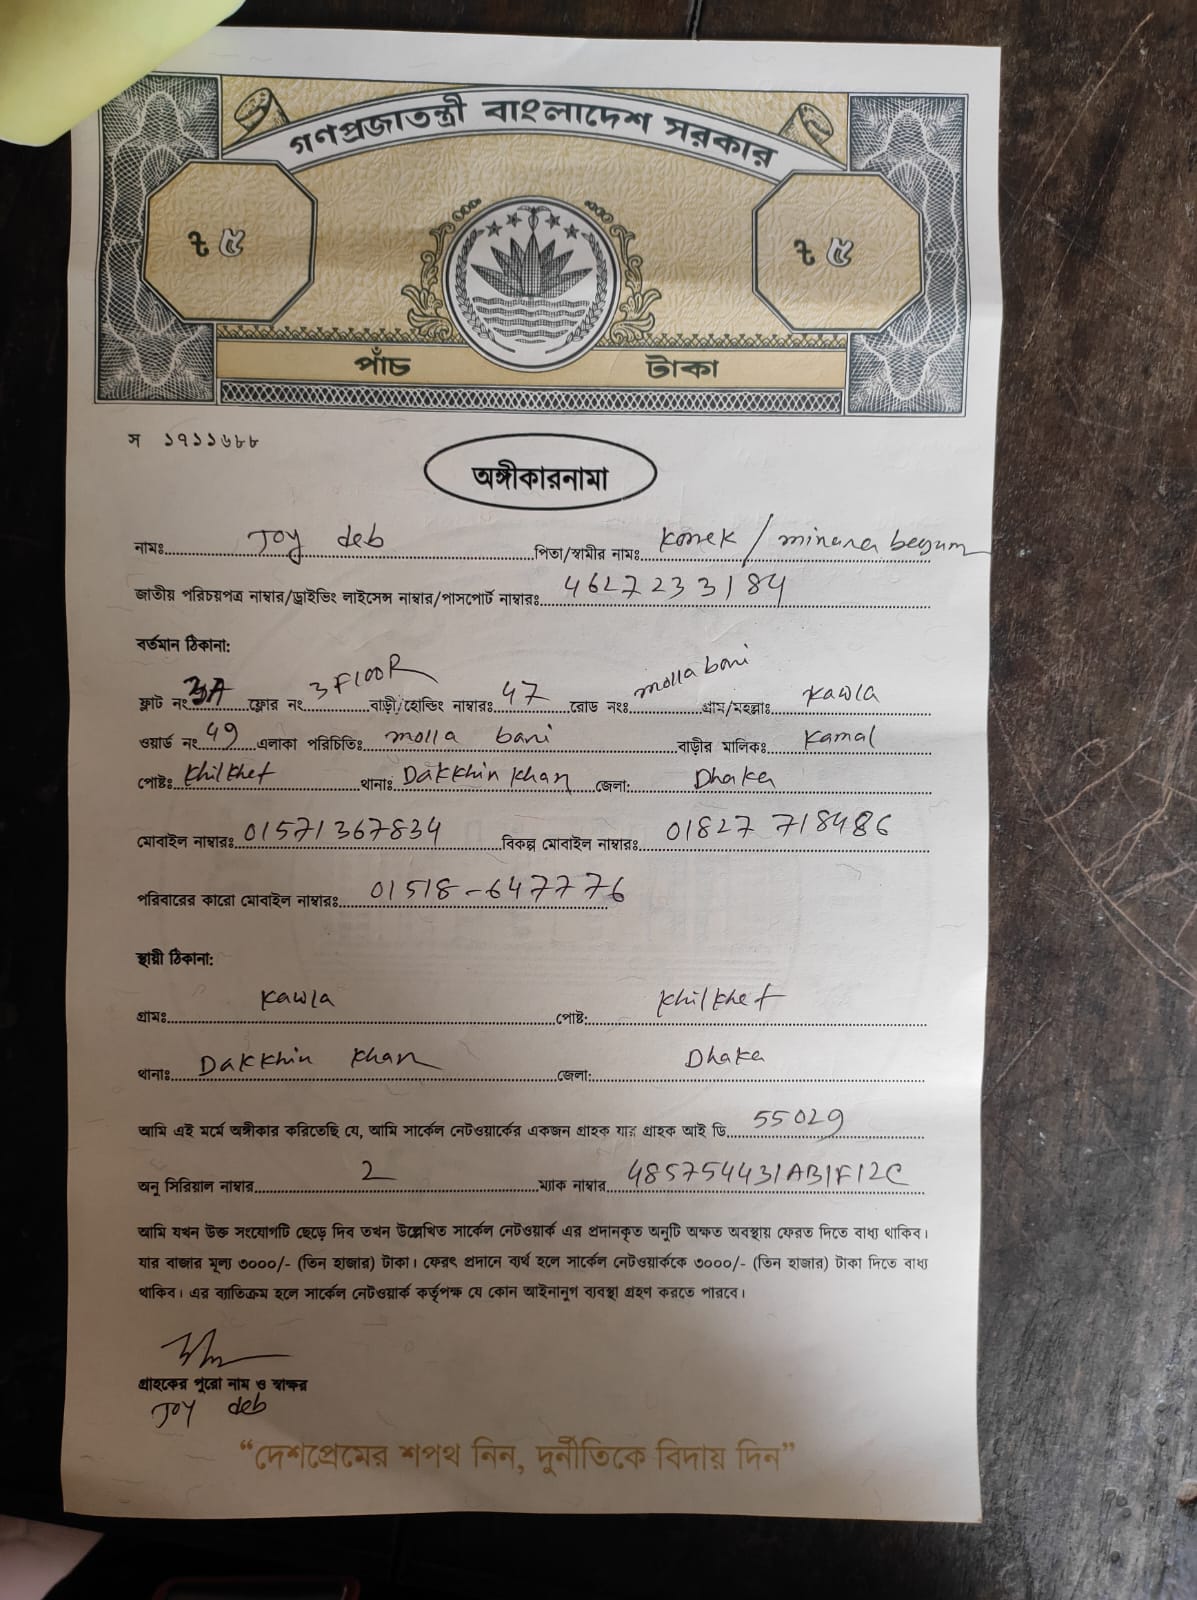 গণপ্রজাতন্ত্রী বাংলাদেশ সরকার
৳ ৫ ৳ ৫
পাঁচ টাকা
স ১৭১১৬৮৮
অঙ্গীকারনামা
নামঃ Joy deb পিতা/স্বামীর নামঃ Konek / minara begum
জাতীয় পরিচয়পত্র নাম্বার/ড্রাইভিং লাইসেন্স নাম্বার/পাসপোর্ট নাম্বারঃ 4627233184
বর্তমান ঠিকানা:
ফ্লাট নং 3A ফ্লোর নং 3 FlooR বাড়ী/হোল্ডিং নাম্বারঃ 47 রোড নংঃ molla bari গ্রাম/মহল্লাঃ Kawla
ওয়ার্ড নং 49 এলাকা পরিচিতিঃ molla bari বাড়ীর মালিকঃ Kamal
পোষ্টঃ Khilkhet থানাঃ Dakkhin Khan জেলা: Dhaka
মোবাইল নাম্বারঃ 01571367834 বিকল্প মোবাইল নাম্বারঃ 01827 718486
পরিবারের কারো মোবাইল নাম্বারঃ 01518-647776
স্থায়ী ঠিকানা:
গ্রামঃ Kawla পোষ্ট: Khilkhet
থানাঃ Dakkhin Khan জেলা: Dhaka
আমি এই মর্মে অঙ্গীকার করিতেছি যে, আমি সার্কেল নেটওয়ার্কের একজন গ্রাহক যার গ্রাহক আই ডি 55029
অনু সিরিয়াল নাম্বার 2 ম্যাক নাম্বার 48575443/AB/F12C
আমি যখন উক্ত সংযোগটি ছেড়ে দিব তখন উল্লেখিত সার্কেল নেটওয়ার্ক এর প্রদানকৃত অনুটি অক্ষত অবস্থায় ফেরত দিতে বাধ্য থাকিব।
যার বাজার মূল্য ৩০০০/- (তিন হাজার) টাকা। ফেরৎ প্রদানে ব্যর্থ হলে সার্কেল নেটওয়ার্ককে ৩০০০/- (তিন হাজার) টাকা দিতে বাধ্য
থাকিব। এর ব্যতিক্রম হলে সার্কেল নেটওয়ার্ক কর্তৃপক্ষ যে কোন আইনানুগ ব্যবস্থা গ্রহণ করতে পারবে।
গ্রাহকের পুরো নাম ও স্বাক্ষর
Joy deb
“দেশপ্রেমের শপথ নিন, দুর্নীতিকে বিদায় দিন”